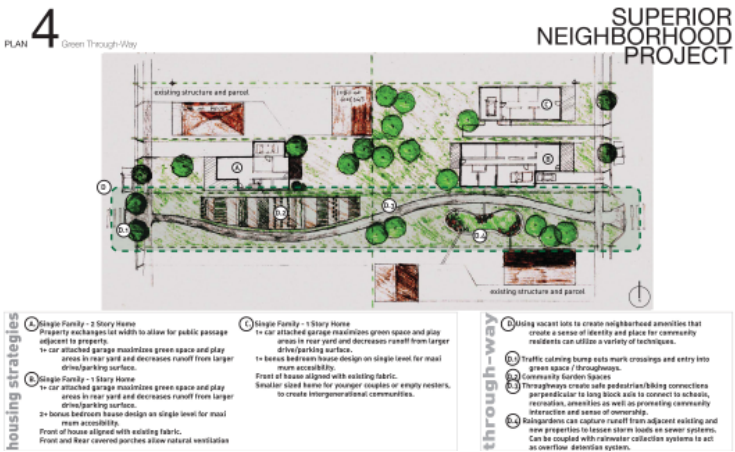 PLAN 4 Green Through-Way
SUPERIOR
NEIGHBORHOOD
PROJECT
existing structure and parcel
C
A
B
D
D.2
D.3
D.1
D.4
existing structure and parcel
housing strategies
A. Single Family - 2 Story Home
Property exchanges lot width to allow for public passage
adjacent to property.
1+ car attached garage maximizes green space and play
areas in rear yard and decreases runoff from larger
drive/parking surface.
B. Single Family - 1 Story Home
1+ car attached garage maximizes green space and play
areas in rear yard and decreases runoff from larger
drive/parking surface.
2+ bonus bedroom house design on single level for maxi
mum accesibility.
Front of house aligned with existing fabric.
Front and Rear covered porches allow natural ventilation
C. Single Family - 1 Story Home
1+ car attached garage maximizes green space and play
areas in rear yard and decreases runoff from larger
drive/parking surface.
1+ bonus bedroom house design on single level for maxi
mum accesibility.
Front of house aligned with existing fabric.
Smaller sized home for younger couples or empty nesters,
to create intergenerational communities.
through-way
D. Using vacant lots to create neighborhood amenities that
create a sense of identity and place for community
residents can utilize a variety of techniques.
D.1 Traffic calming bump outs mark crossings and entry into
green space / throughways.
D.2 Community Garden Spaces
D.3 Throughways create safe pedestrian/biking connections
perpendicular to long block axis to connect to schools,
recreation, amenities as well as promoting community
interaction and sense of ownership.
D.4 Raingardens can capture runoff from adjacent existing and
new properties to lessen storm loads on sewer systems.
Can be coupled with rainwater collection systems to act
as overflow detention system.